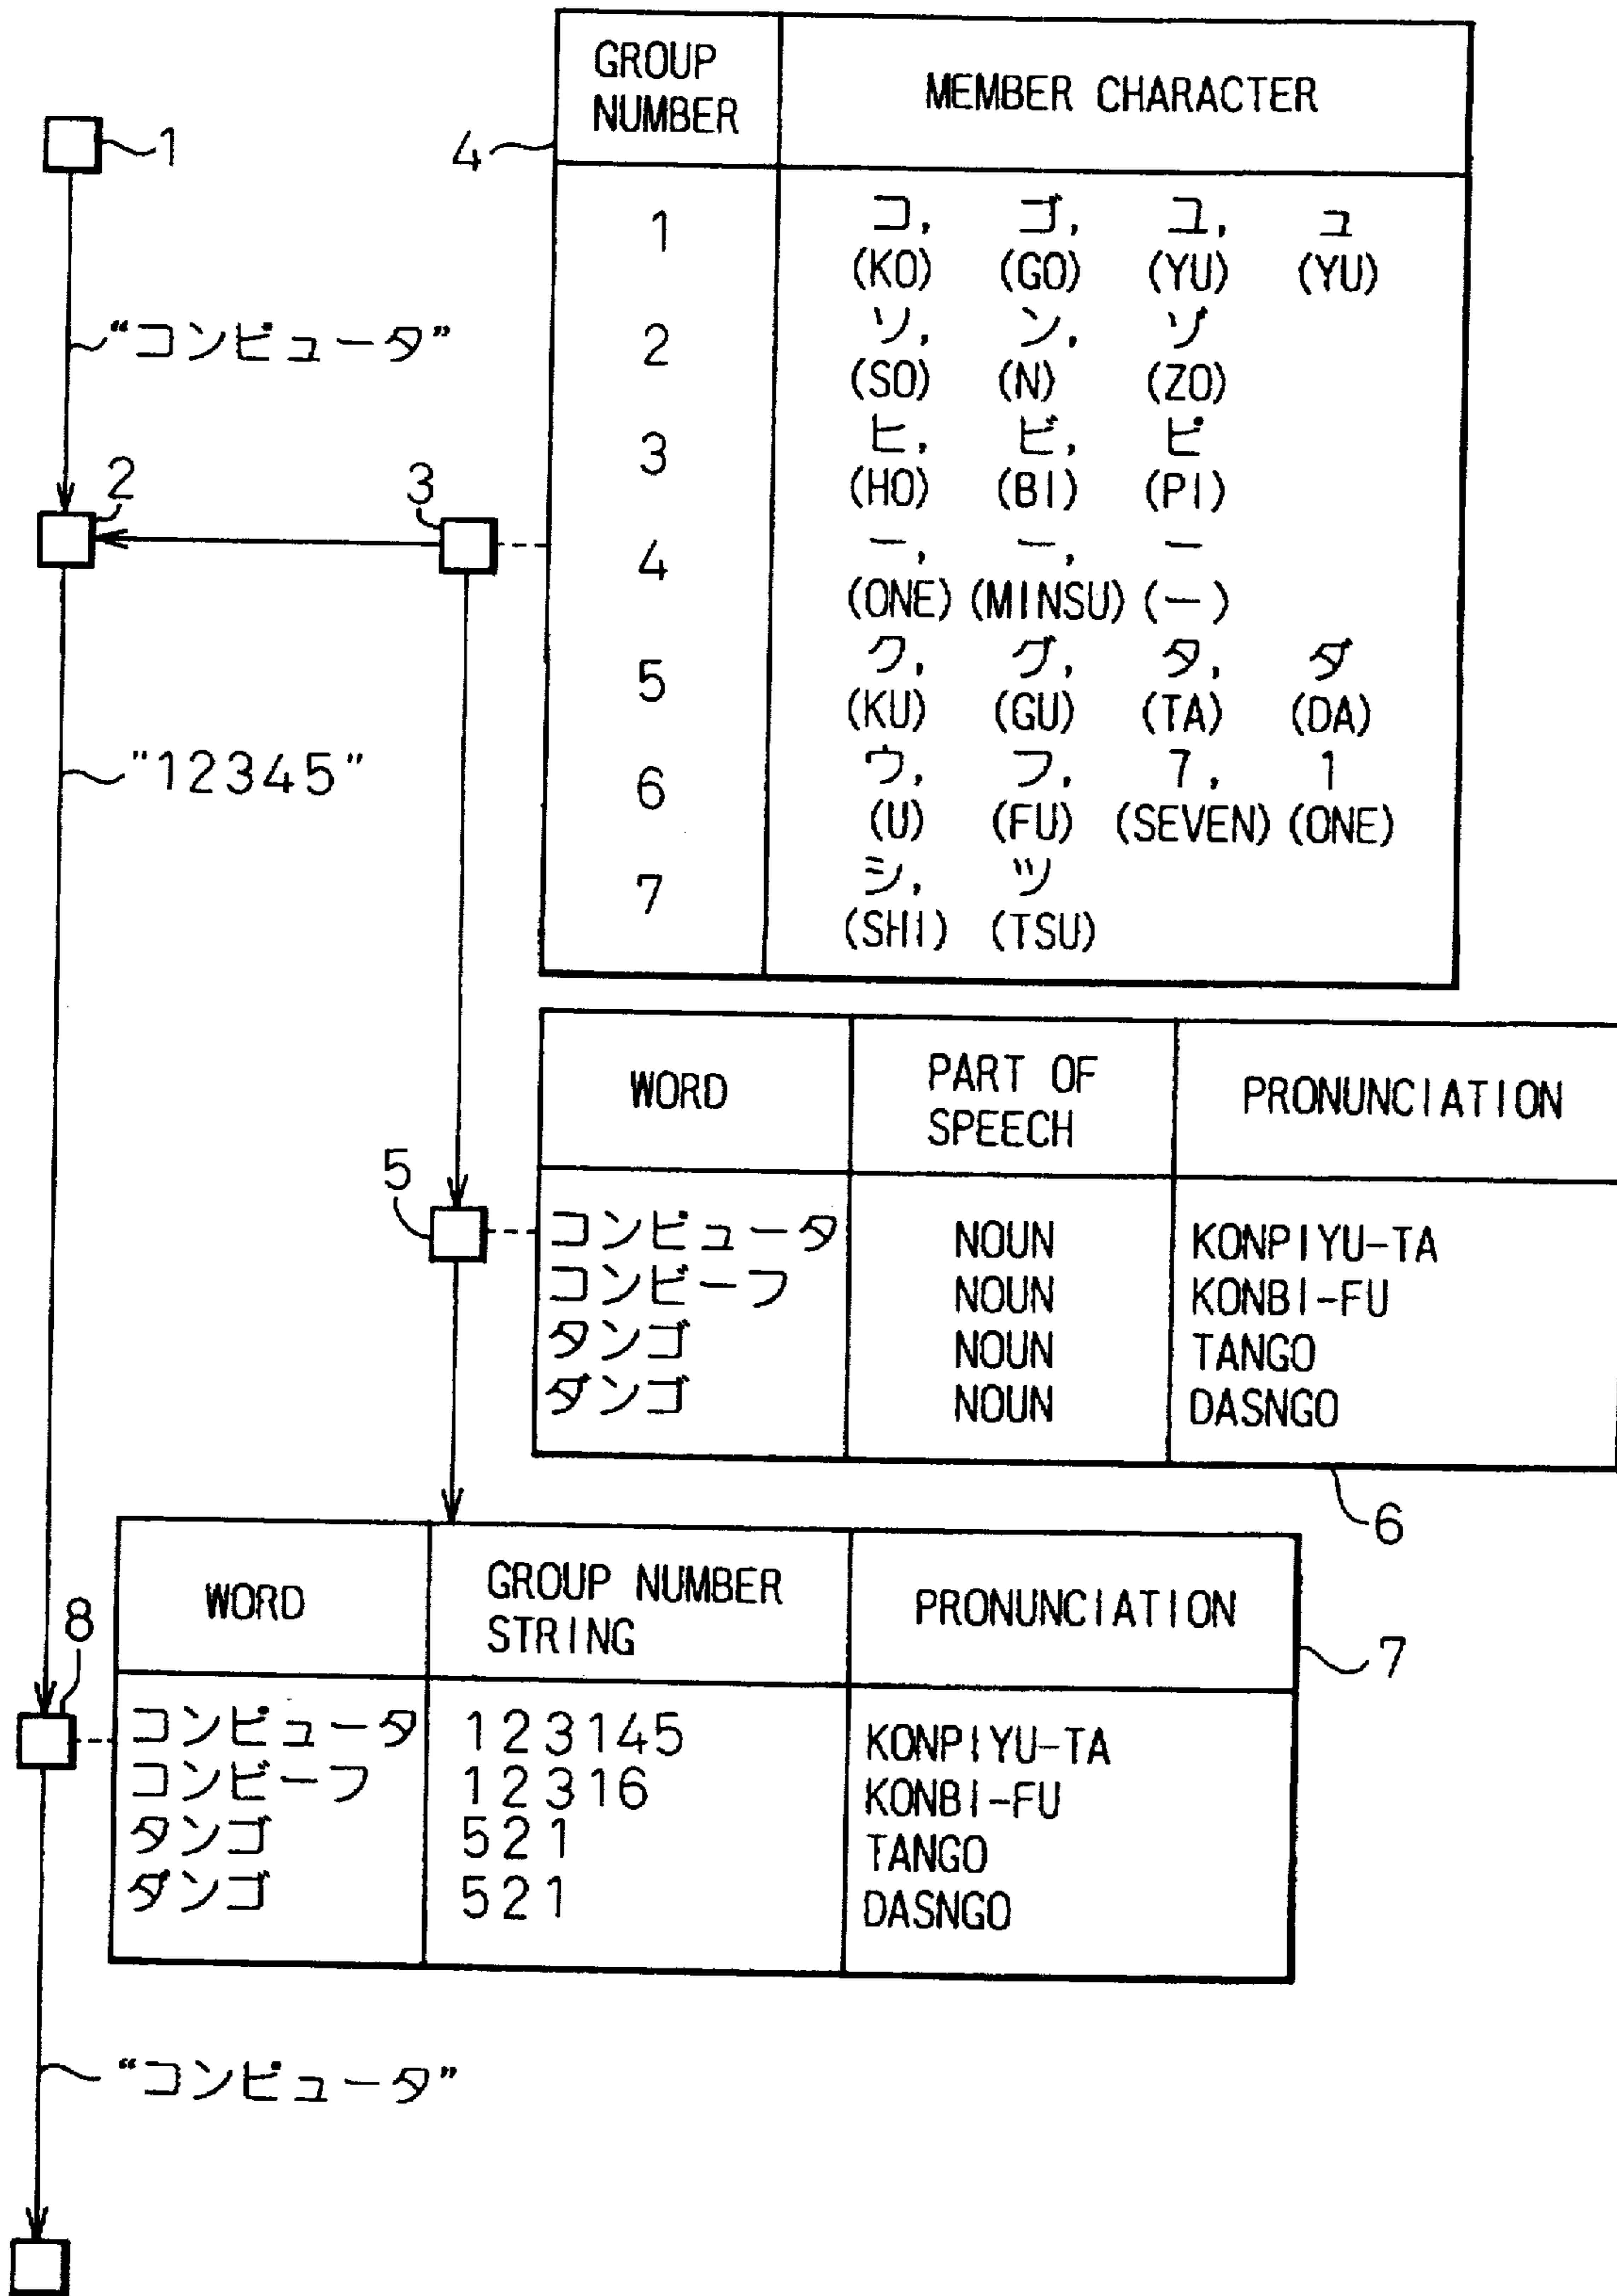 GROUP NUMBER
MEMBER CHARACTER
1
4
1
コ, ゴ, ユ, ュ
(KO) (GO) (YU) (YU)
"コンピュータ"
2
ソ, ン, ゾ
(SO) (N) (ZO)
3
ヒ, ビ, ピ
(HO) (BI) (PI)
2
3
4
一, −, ー
(ONE) (MINSU) (ー)
5
ク, グ, タ, ダ
(KU) (GU) (TA) (DA)
"12345"
6
ウ, フ, 7, 1
(U) (FU) (SEVEN) (ONE)
7
シ, ツ
(SHI) (TSU)
WORD
PART OF SPEECH
PRONUNCIATION
5
コンピュータ NOUN KONPIYU-TA
コンビーフ NOUN KONBI-FU
タンゴ NOUN TANGO
ダンゴ NOUN DASNGO
6
WORD
GROUP NUMBER STRING
PRONUNCIATION
7
8
コンピュータ 123145 KONPIYU-TA
コンビーフ 12316 KONBI-FU
タンゴ 521 TANGO
ダンゴ 521 DASNGO
"コンピュータ"